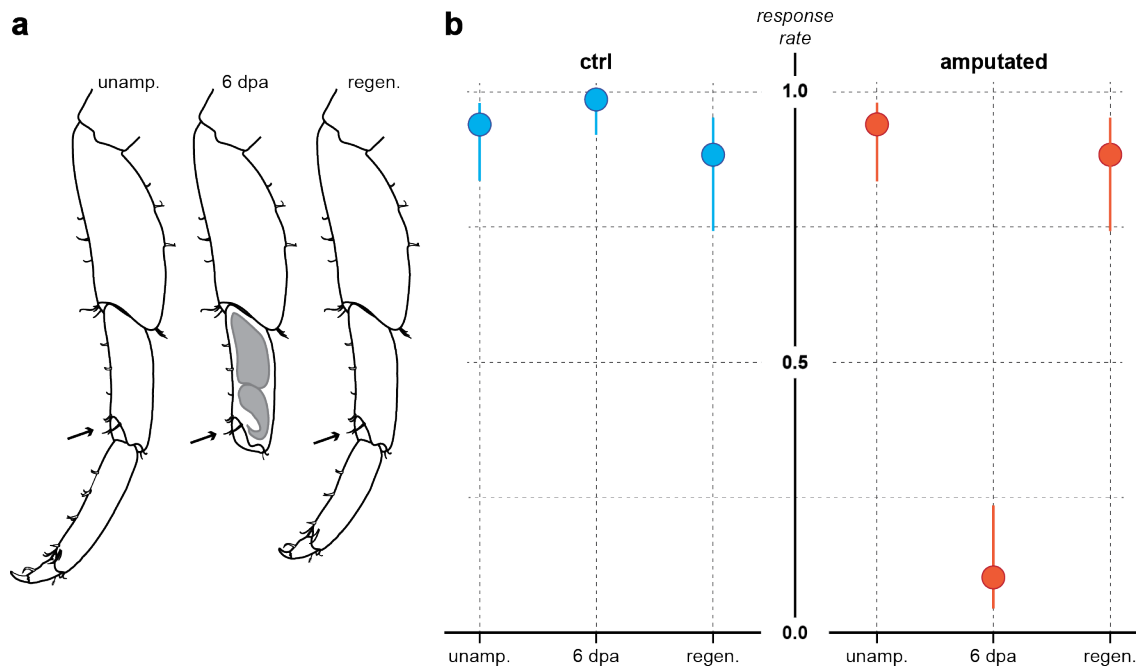 a
unamp.
6 dpa
regen.
b
response
rate
ctrl
amputated
1.0
0.5
0.0
unamp.
6 dpa
regen.
unamp.
6 dpa
regen.